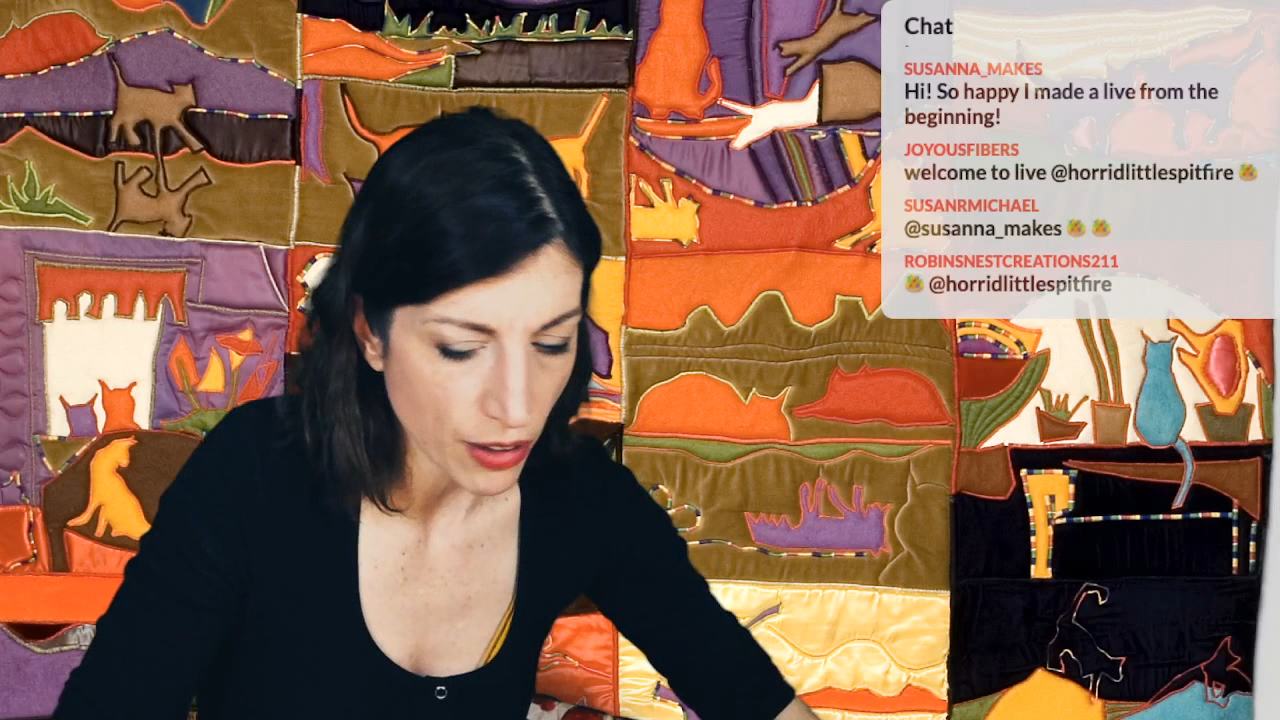 Chat
SUSANNA_MAKES
Hi! So happy I made a live from the
beginning!
JOYOUSFIBERS
welcome to live @horridlittlespitfire
SUSANRMICHAEL
@susanna_makes
ROBINSNESTCREATIONS211
@horridlittlespitfire